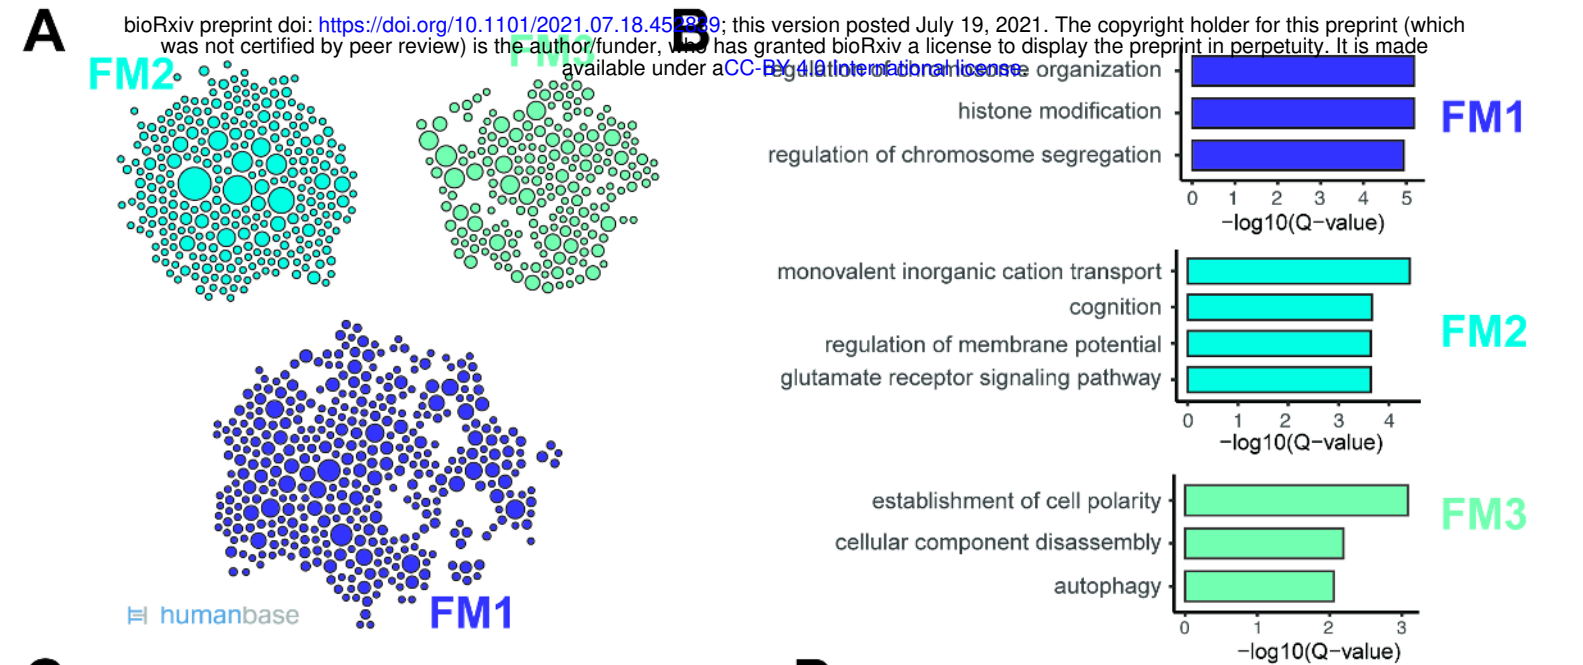 A
B
bioRxiv preprint doi: https://doi.org/10.1101/2021.07.18.452839; this version posted July 19, 2021. The copyright holder for this preprint (which
was not certified by peer review) is the author/funder, who has granted bioRxiv a license to display the preprint in perpetuity. It is made
available under aCC-BY 4.0 International license.
FM2
FM3
FM1
humanbase
regulation of chromosome organization
histone modification
regulation of chromosome segregation
0 1 2 3 4 5
−log10(Q−value)
FM1
monovalent inorganic cation transport
cognition
regulation of membrane potential
glutamate receptor signaling pathway
0 1 2 3 4
−log10(Q−value)
FM2
establishment of cell polarity
cellular component disassembly
autophagy
0 1 2 3
−log10(Q−value)
FM3